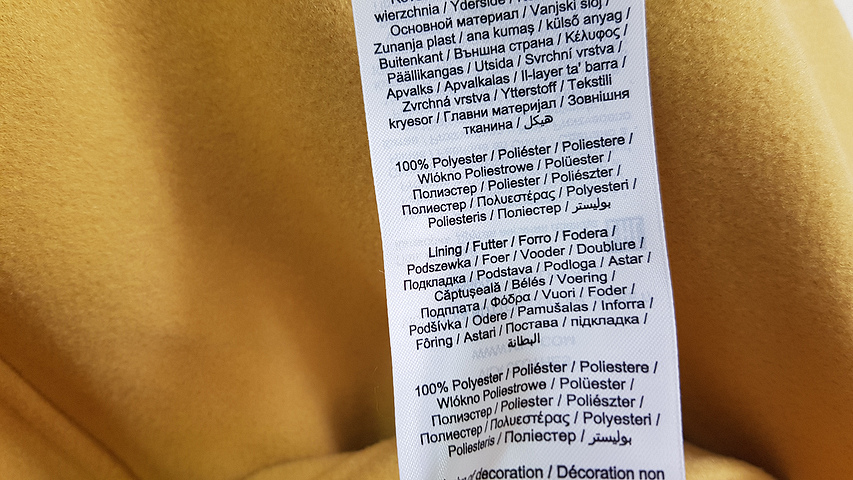 wierzchnia / Yderside /
Основной материал / Vanjski sloj /
Zunanja plast / ana kumaş / külső anyag /
Buitenkant / Външна страна / Κέλυφος /
Päällikangas / Utsida / Svrchní vrstva /
Apvalks / Apvalkalas / Il-layer ta' barra /
Zvrchná vrstva / Ytterstoff / Tekstili
kryesor / Главни материјал / Зовнішня
тканина / هيكل
100% Polyester / Poliéster / Poliestere /
Wlókno Poliestrowe / Polüester /
Полиэстер / Poliester / Poliészter /
Полиестер / Πολυεστέρας / Polyesteri /
Poliesteris / Поліестер / بوليستر
Lining / Futter / Forro / Fodera /
Podszewka / Foer / Vooder / Doublure /
Подкладка / Podstava / Podloga / Astar /
Căptușeală / Bélés / Voering /
Подплата / Φόδρα / Vuori / Foder /
Podšívka / Odere / Pamušalas / Inforra /
Fôring / Astari / Постава / підкладка /
البطانة
100% Polyester / Poliéster / Poliestere /
Wlókno Poliestrowe / Polüester /
Полиэстер / Poliester / Poliészter /
Полиестер / Πολυεστέρας / Polyesteri /
Poliesteris / Поліестер / بوليستر
decoration / Décoration non